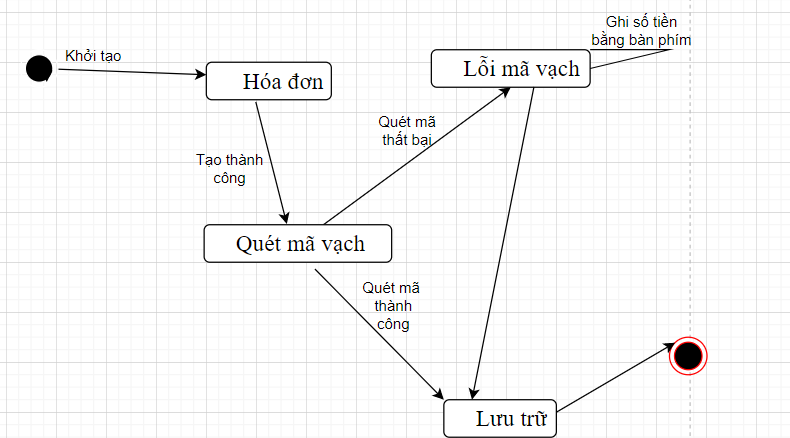 Ghi số tiền
bằng bàn phím
Khởi tạo
Lỗi mã vạch
Hóa đơn
Quét mã
thất bại
Tạo thành
công
Quét mã vạch
Quét mã
thành
công
Lưu trữ